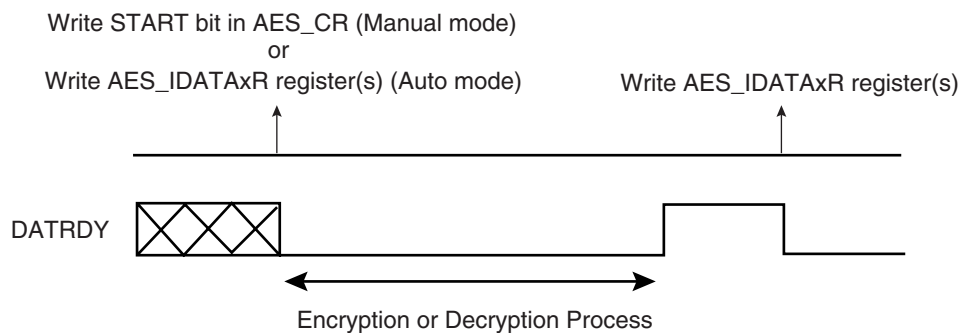 Write START bit in AES_CR (Manual mode)
or
Write AES_IDATAxR register(s) (Auto mode)
Write AES_IDATAxR register(s)
DATRDY
Encryption or Decryption Process